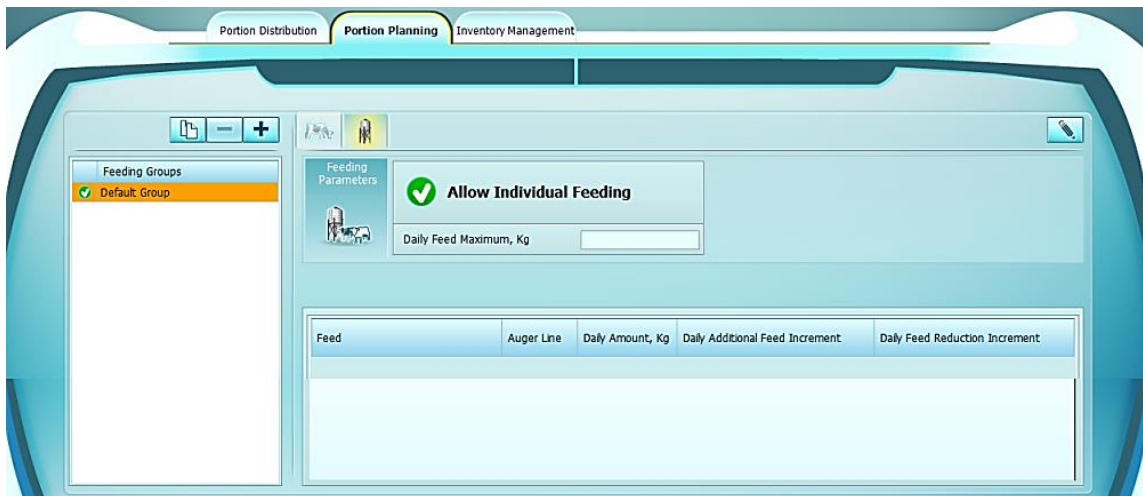 Portion Distribution
Portion Planning
Inventory Management
Feeding Groups
Default Group
Feeding
Parameters
Allow Individual Feeding
Daily Feed Maximum, Kg
Feed
Auger Line
Daily Amount, Kg
Daily Additional Feed Increment
Daily Feed Reduction Increment